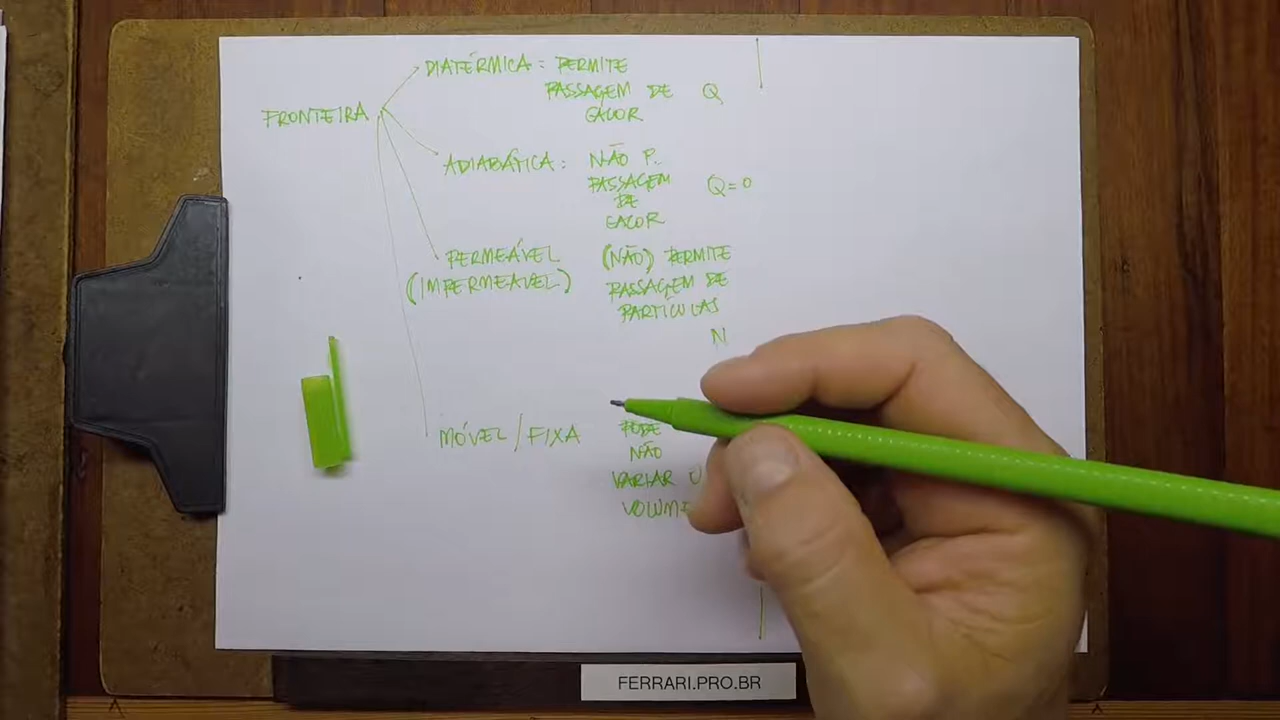 FRONTEIRA
DIATÉRMICA: PERMITE
PASSAGEM DE Q
CALOR
ADIABÁTICA: NÃO P.
PASSAGEM Q=0
DE
CALOR
PERMEÁVEL (NÃO) PERMITE
(IMPERMEÁVEL) PASSAGEM DE
PARTÍCULAS
N
MÓVEL/FIXA PODE
NÃO
VARIAR O
VOLUME
FERRARI.PRO.BR